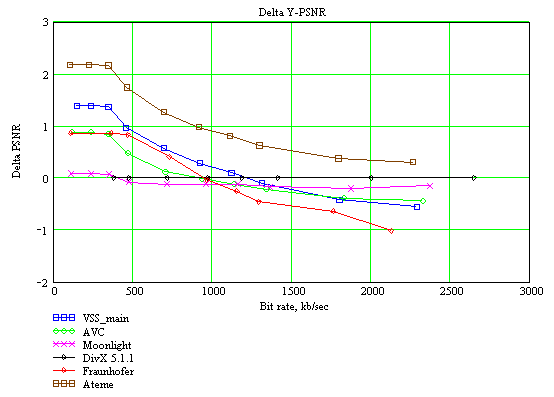 Delta Y-PSNR
3
2
1
0
-1
-2
Delta PSNR
0
500
1000
1500
2000
2500
3000
Bit rate, kb/sec
VSS_main
AVC
Moonlight
DivX 5.1.1
Fraunhofer
Ateme